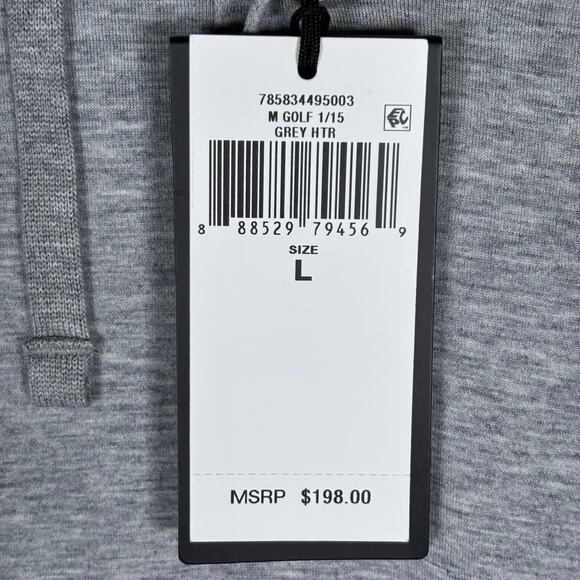 785834495003
M GOLF 1/15
GREY HTR
8 88529 79456 9
SIZE
L
MSRP $198.00